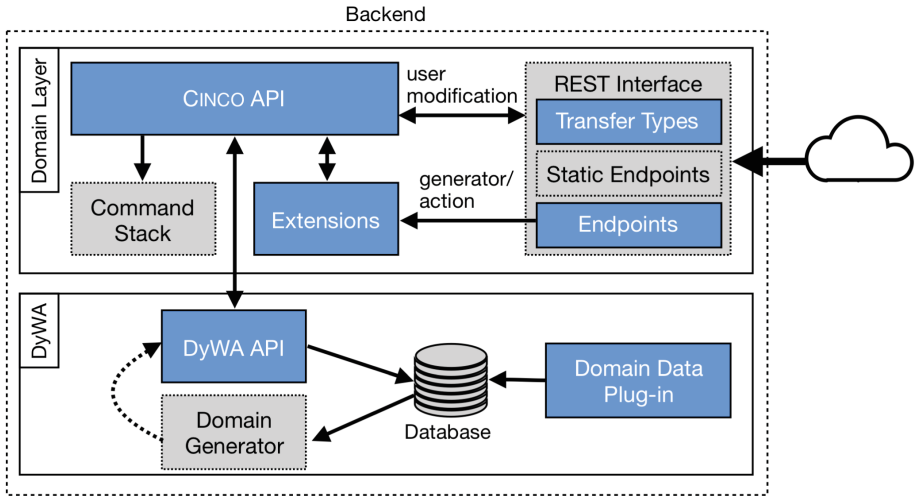 Backend
Domain Layer
CINCO API
user
modification
REST Interface
Transfer Types
Static Endpoints
Endpoints
generator/
action
Command
Stack
Extensions
DyWA
DyWA API
Domain
Generator
Database
Domain Data
Plug-in